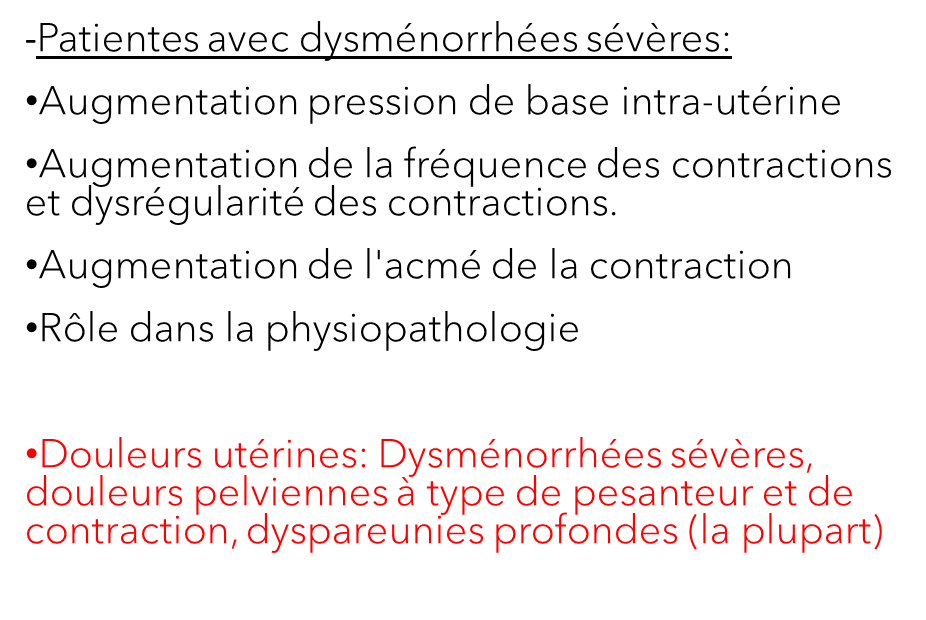 -Patientes avec dysménorrhées sévères:
•Augmentation pression de base intra-utérine
•Augmentation de la fréquence des contractions
et dysrégularité des contractions.
•Augmentation de l'acmé de la contraction
•Rôle dans la physiopathologie
•Douleurs utérines: Dysménorrhées sévères,
douleurs pelviennes à type de pesanteur et de
contraction, dyspareunies profondes (la plupart)